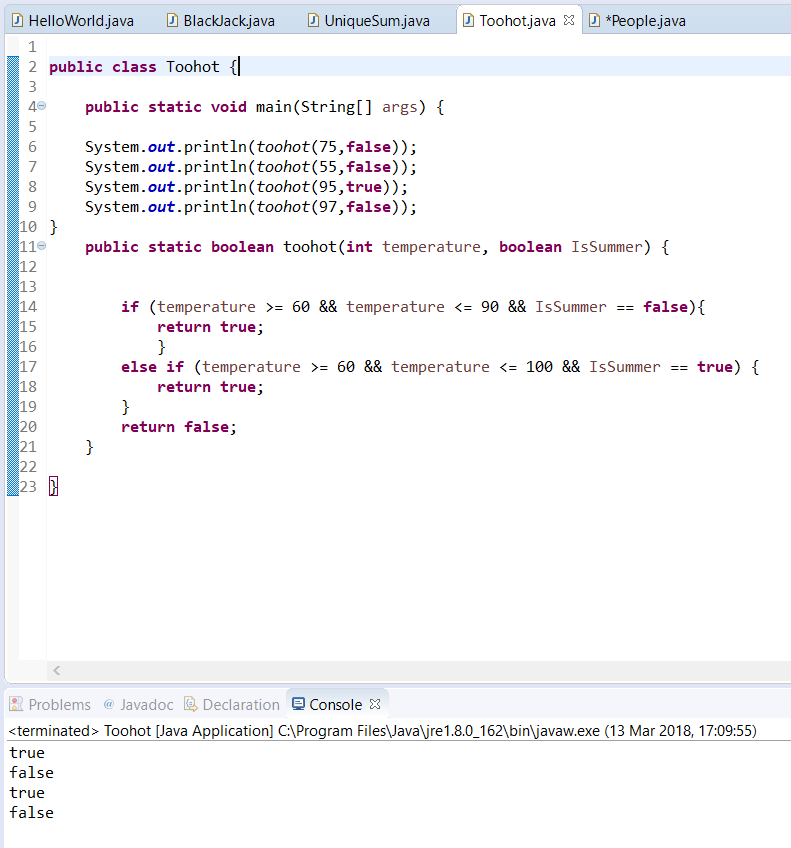 HelloWorld.java BlackJack.java UniqueSum.java Toohot.java *People.java
1
2 public class Toohot {
3
4 public static void main(String[] args) {
5
6 System.out.println(toohot(75,false));
7 System.out.println(toohot(55,false));
8 System.out.println(toohot(95,true));
9 System.out.println(toohot(97,false));
10 }
11 public static boolean toohot(int temperature, boolean IsSummer) {
12
13
14 if (temperature >= 60 && temperature <= 90 && IsSummer == false){
15 return true;
16 }
17 else if (temperature >= 60 && temperature <= 100 && IsSummer == true) {
18 return true;
19 }
20 return false;
21 }
22
23 }
Problems @ Javadoc Declaration Console
<terminated> Toohot [Java Application] C:\Program Files\Java\jre1.8.0_162\bin\javaw.exe (13 Mar 2018, 17:09:55)
true
false
true
false